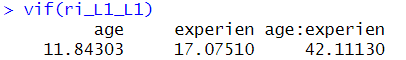 > vif(ri_L1_L1)
age experien age:experien
11.84303 17.07510 42.11130